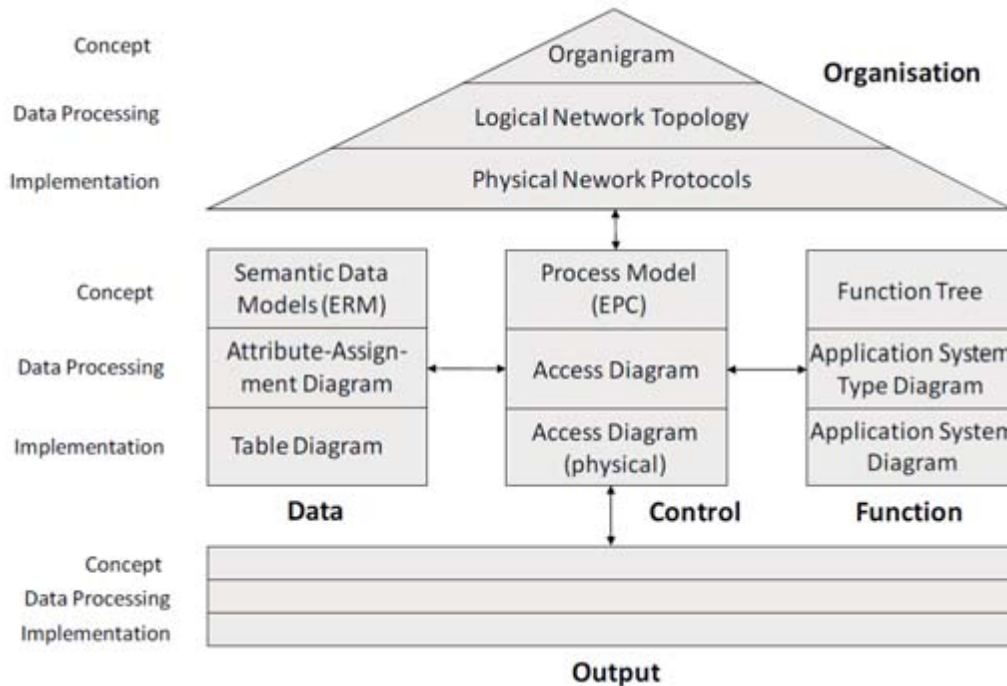 Concept
Organigram
Organisation
Data Processing
Logical Network Topology
Implementation
Physical Nework Protocols
Concept
Semantic Data
Models (ERM)
Process Model
(EPC)
Function Tree
Data Processing
Attribute-Assign-
ment Diagram
Access Diagram
Application System
Type Diagram
Implementation
Table Diagram
Access Diagram
(physical)
Application System
Diagram
Data
Control
Function
Concept
Data Processing
Implementation
Output